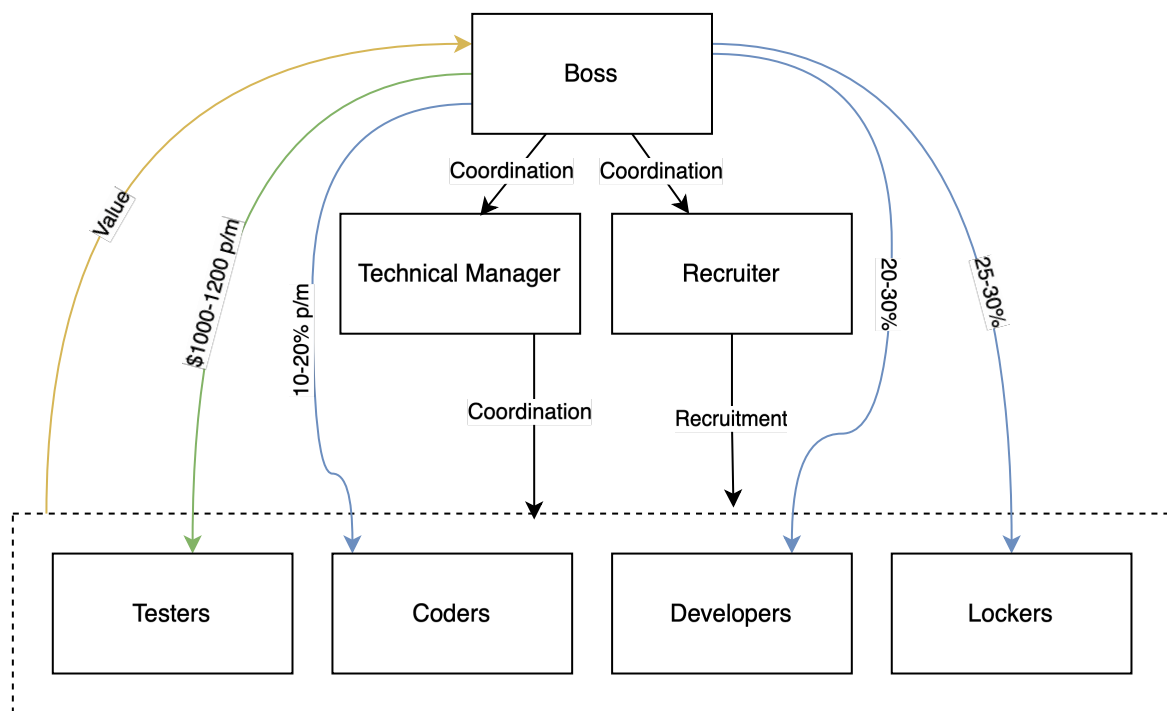 Boss
Coordination
Coordination
Value
$1000-1200 p/m
Technical Manager
Recruiter
20-30%
25-30%
10-20% p/m
Coordination
Recruitment
Testers
Coders
Developers
Lockers